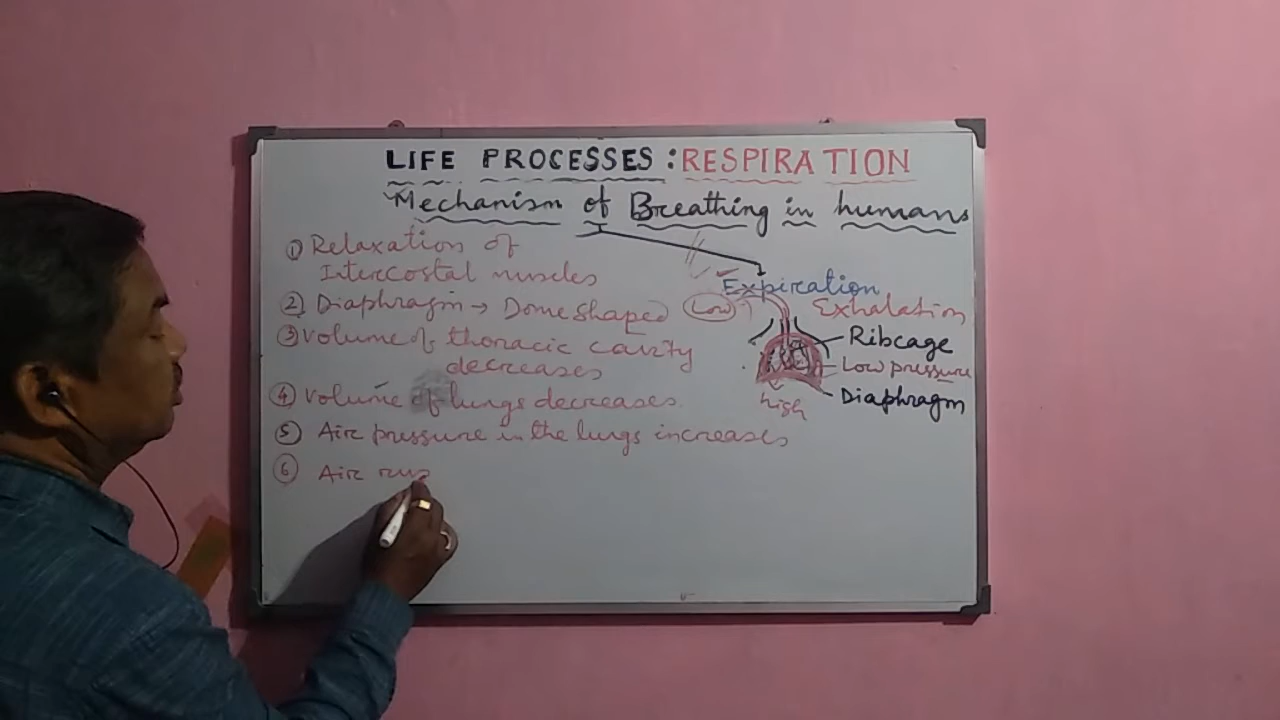 LIFE PROCESSES : RESPIRATION
Mechanism of Breathing in humans
① Relaxation of
Intercostal muscles
② Diaphragm → Dome shaped
③ Volume of thoracic cavity
decreases
④ Volume of lungs decreases
⑤ Air pressure in the lungs increases
⑥ Air rus
Expiration
Low
Exhalation
Ribcage
Low pressure
Diaphragm
high